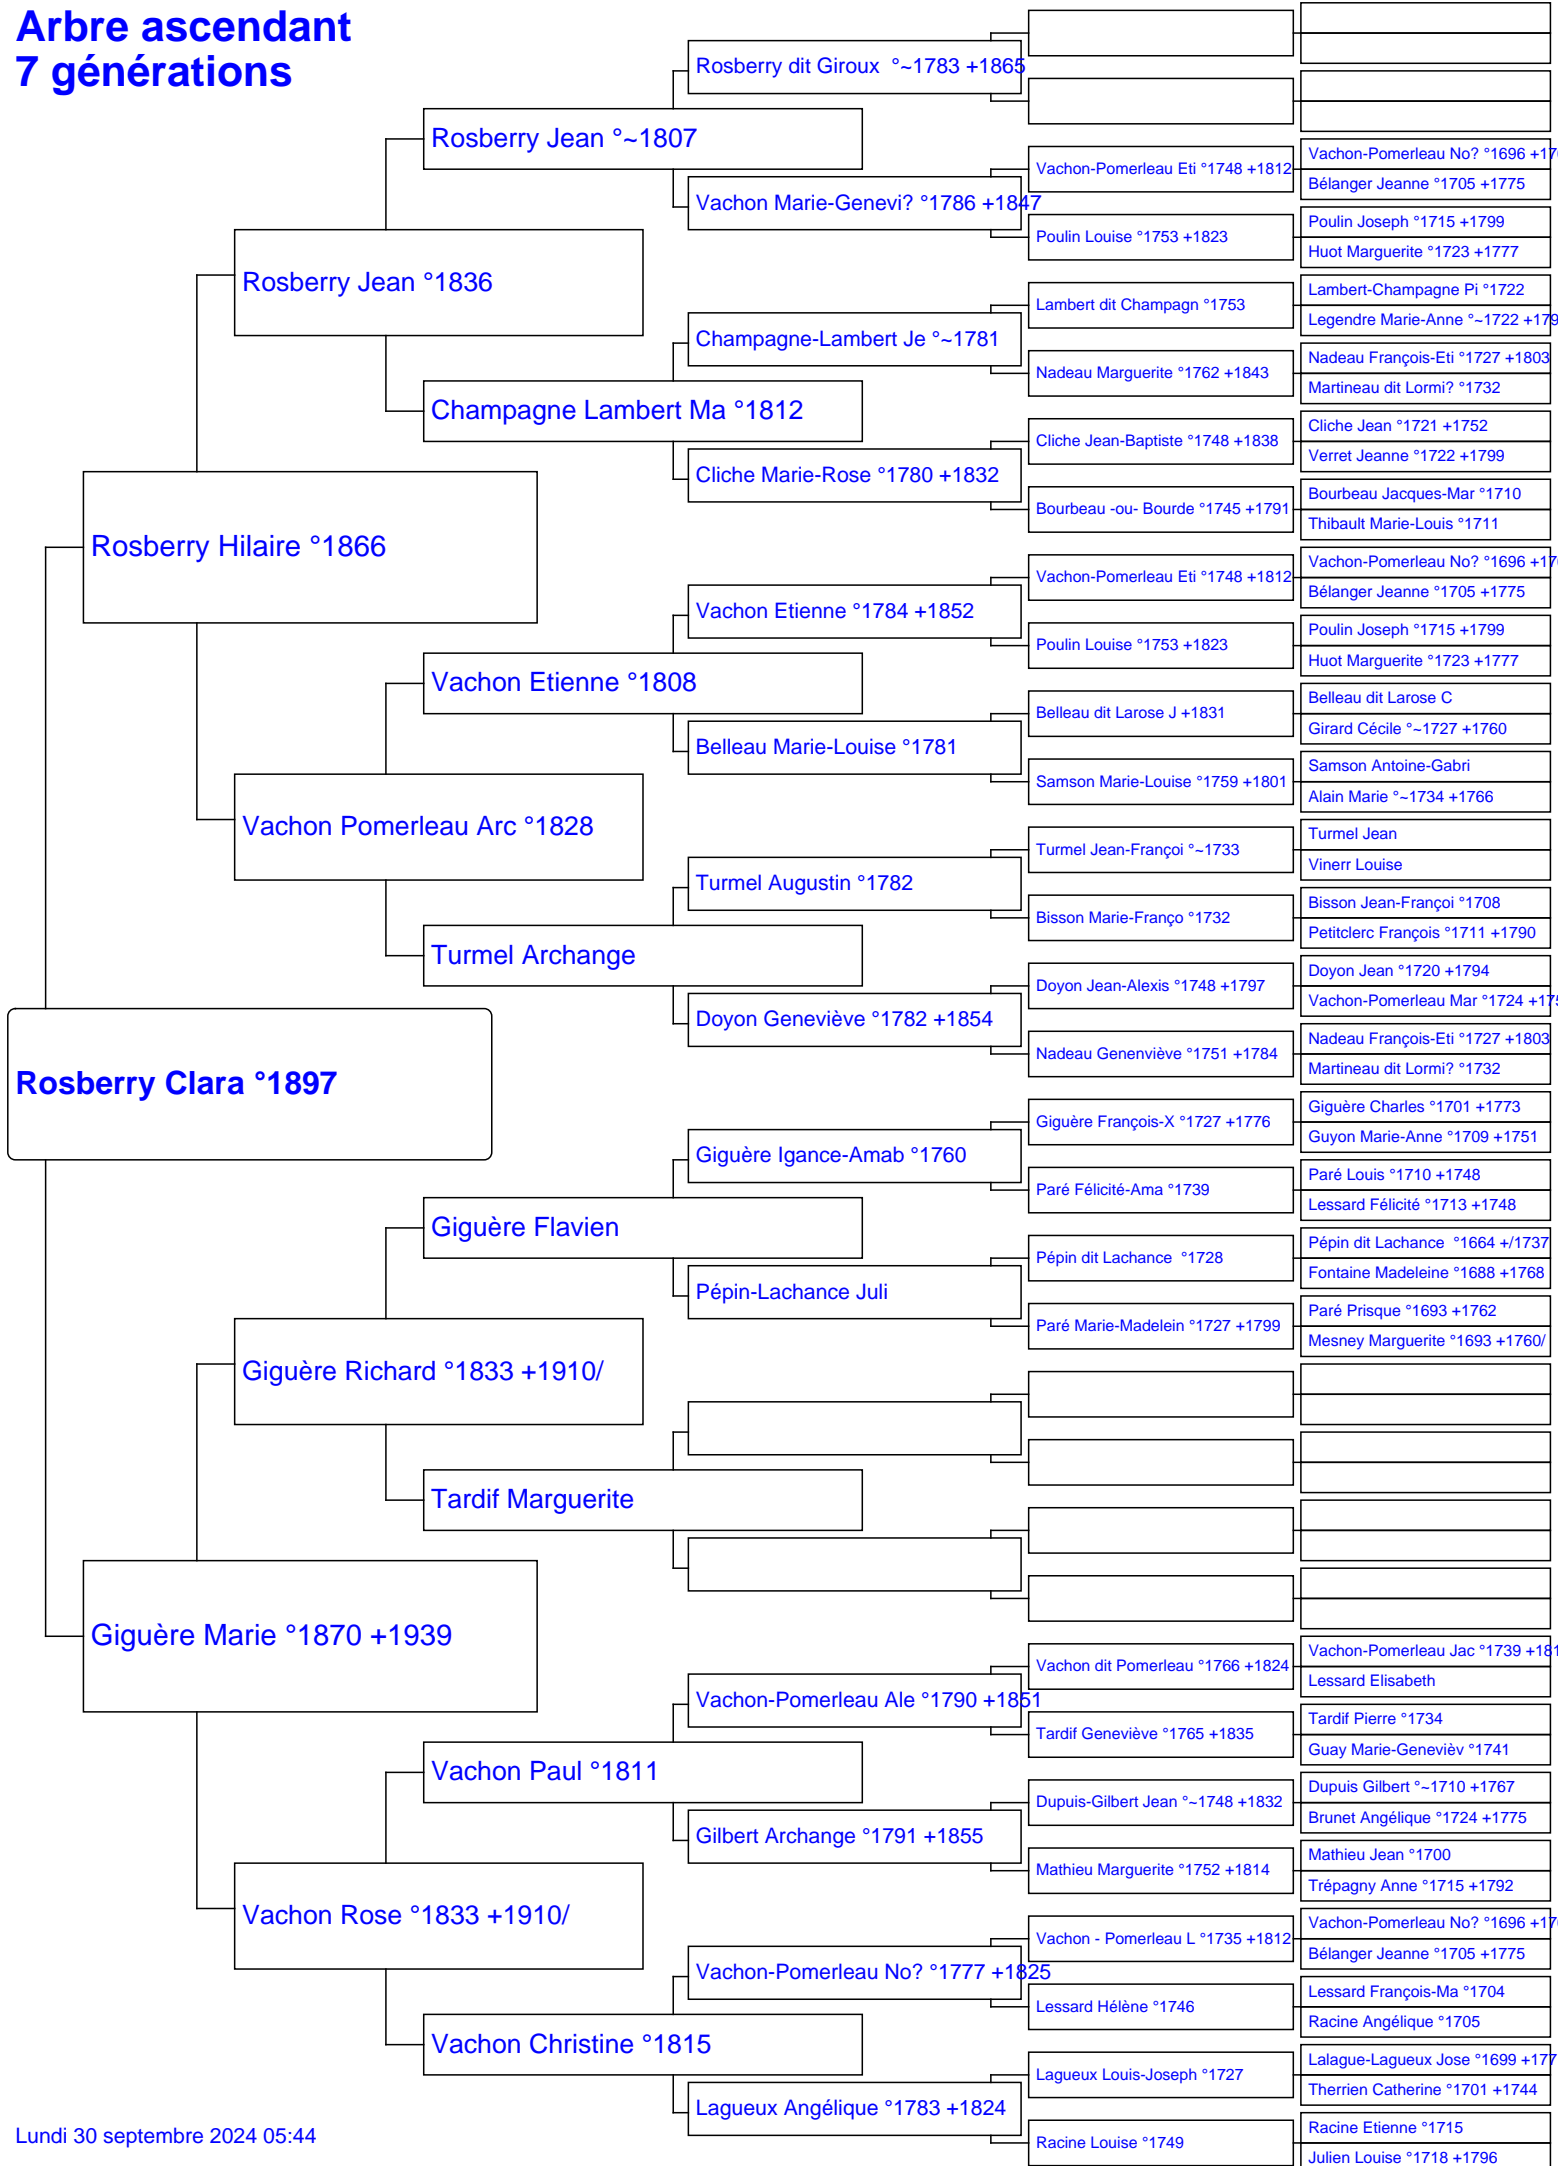 Arbre ascendant
7 générations
Rosberry Clara °1897
Rosberry Hilaire °1866
Giguère Marie °1870 +1939
Rosberry Jean °1836
Vachon Pomerleau Arc °1828
Giguère Richard °1833 +1910/
Vachon Rose °1833 +1910/
Rosberry Jean °~1807
Champagne Lambert Ma °1812
Vachon Etienne °1808
Turmel Archange
Giguère Flavien
Tardif Marguerite
Vachon Paul °1811
Vachon Christine °1815
Rosberry dit Giroux °~1783 +1865
Vachon Marie-Genevi? °1786 +1847
Champagne-Lambert Je °~1781
Cliche Marie-Rose °1780 +1832
Vachon Etienne °1784 +1852
Belleau Marie-Louise °1781
Turmel Augustin °1782
Doyon Geneviève °1782 +1854
Giguère Igance-Amab °1760
Pépin-Lachance Juli
Vachon-Pomerleau Ale °1790 +1851
Gilbert Archange °1791 +1855
Vachon-Pomerleau No? °1777 +1825
Lagueux Angélique °1783 +1824
Vachon-Pomerleau Eti °1748 +1812
Poulin Louise °1753 +1823
Lambert dit Champagn °1753
Nadeau Marguerite °1762 +1843
Cliche Jean-Baptiste °1748 +1838
Bourbeau -ou- Bourde °1745 +1791
Vachon-Pomerleau Eti °1748 +1812
Poulin Louise °1753 +1823
Belleau dit Larose J +1831
Samson Marie-Louise °1759 +1801
Turmel Jean-Françoi °~1733
Bisson Marie-Franço °1732
Doyon Jean-Alexis °1748 +1797
Nadeau Genenviève °1751 +1784
Giguère François-X °1727 +1776
Paré Félicité-Ama °1739
Pépin dit Lachance °1728
Paré Marie-Madelein °1727 +1799
Vachon dit Pomerleau °1766 +1824
Tardif Geneviève °1765 +1835
Dupuis-Gilbert Jean °~1748 +1832
Mathieu Marguerite °1752 +1814
Vachon - Pomerleau L °1735 +1812
Lessard Hélène °1746
Lagueux Louis-Joseph °1727
Racine Louise °1749
Vachon-Pomerleau No? °1696 +17
Bélanger Jeanne °1705 +1775
Poulin Joseph °1715 +1799
Huot Marguerite °1723 +1777
Lambert-Champagne Pi °1722
Legendre Marie-Anne °~1722 +179
Nadeau François-Eti °1727 +1803
Martineau dit Lormi? °1732
Cliche Jean °1721 +1752
Verret Jeanne °1722 +1799
Bourbeau Jacques-Mar °1710
Thibault Marie-Louis °1711
Vachon-Pomerleau No? °1696 +17
Bélanger Jeanne °1705 +1775
Poulin Joseph °1715 +1799
Huot Marguerite °1723 +1777
Belleau dit Larose C
Girard Cécile °~1727 +1760
Samson Antoine-Gabri
Alain Marie °~1734 +1766
Turmel Jean
Vinerr Louise
Bisson Jean-Françoi °1708
Petitclerc François °1711 +1790
Doyon Jean °1720 +1794
Vachon-Pomerleau Mar °1724 +175
Nadeau François-Eti °1727 +1803
Martineau dit Lormi? °1732
Giguère Charles °1701 +1773
Guyon Marie-Anne °1709 +1751
Paré Louis °1710 +1748
Lessard Félicité °1713 +1748
Pépin dit Lachance °1664 +/1737
Fontaine Madeleine °1688 +1768
Paré Prisque °1693 +1762
Mesney Marguerite °1693 +1760/
Vachon-Pomerleau Jac °1739 +181
Lessard Elisabeth
Tardif Pierre °1734
Guay Marie-Genevièv °1741
Dupuis Gilbert °~1710 +1767
Brunet Angélique °1724 +1775
Mathieu Jean °1700
Trépagny Anne °1715 +1792
Vachon-Pomerleau No? °1696 +17
Bélanger Jeanne °1705 +1775
Lessard François-Ma °1704
Racine Angélique °1705
Lalague-Lagueux Jose °1699 +177
Therrien Catherine °1701 +1744
Racine Etienne °1715
Julien Louise °1718 +1796
Lundi 30 septembre 2024 05:44